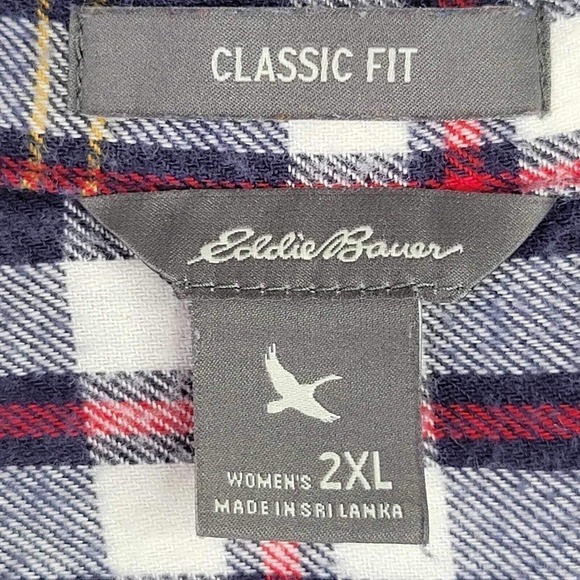 CLASSIC FIT
Eddie Bauer
WOMEN'S 2XL
MADE IN SRI LANKA